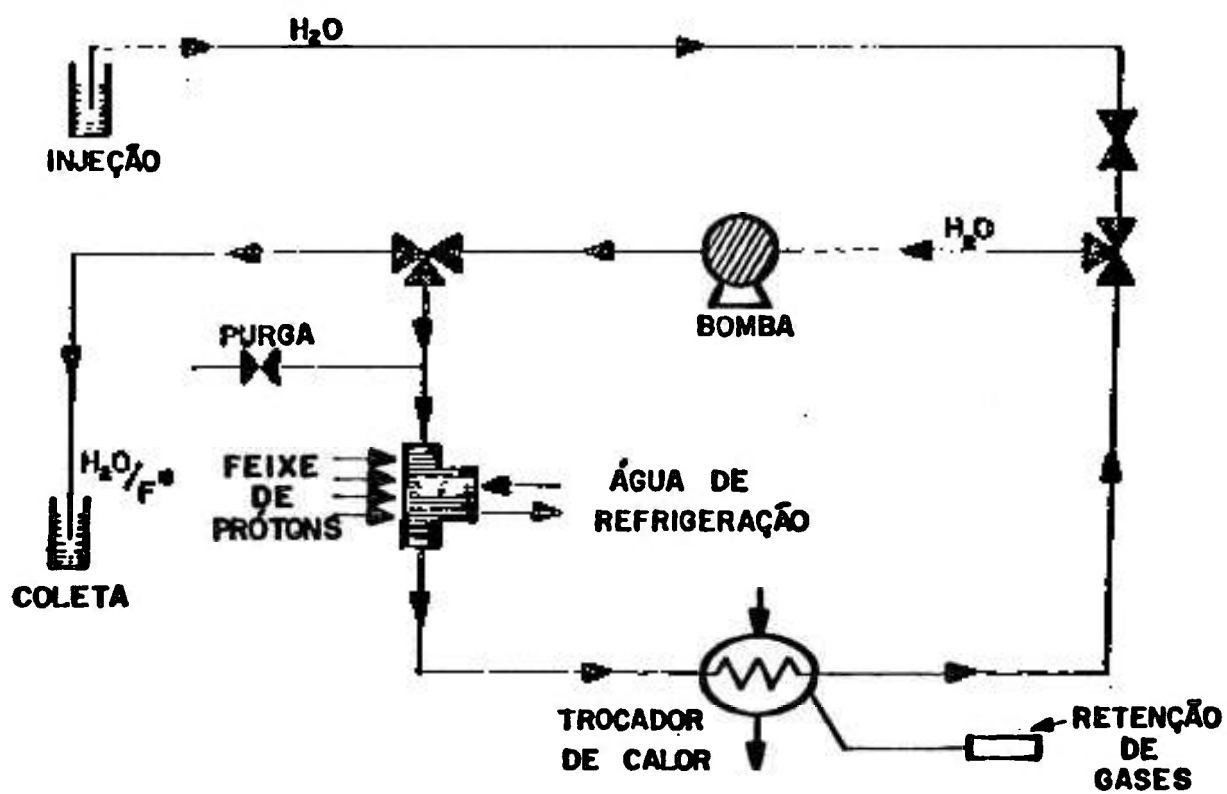 H₂O
INJEÇÃO
H₂O
BOMBA
PURGA
H₂O/F¹⁸
FEIXE
DE
PRÓTONS
ÁGUA DE
REFRIGERAÇÃO
COLETA
TROCADOR
DE CALOR
RETENÇÃO
DE
GASES